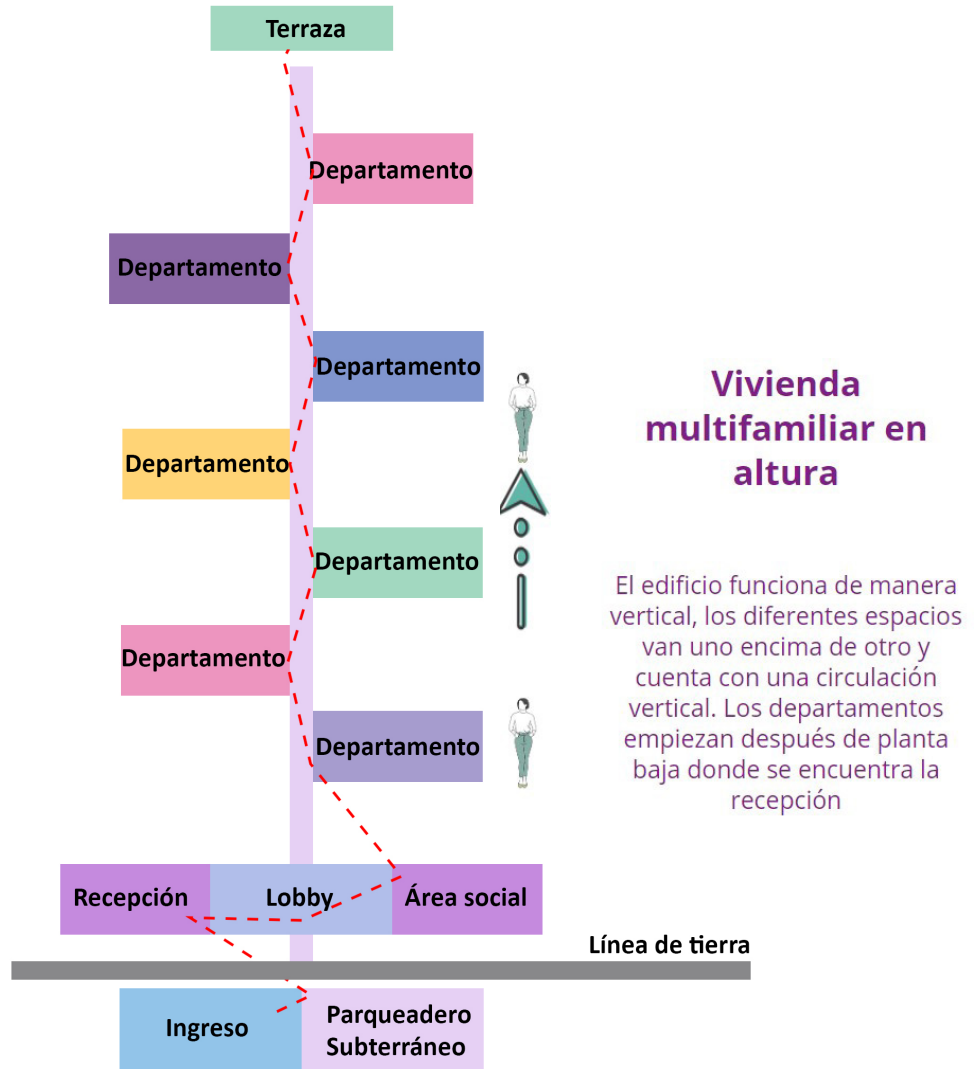 Terraza
Departamento
Departamento
Departamento
Departamento
Departamento
Departamento
Departamento
Recepción
Lobby
Área social
Línea de tierra
Ingreso
Parqueadero
Subterráneo
Vivienda
multifamiliar en
altura
El edificio funciona de manera
vertical, los diferentes espacios
van uno encima de otro y
cuenta con una circulación
vertical. Los departamentos
empiezan después de planta
baja donde se encuentra la
recepción